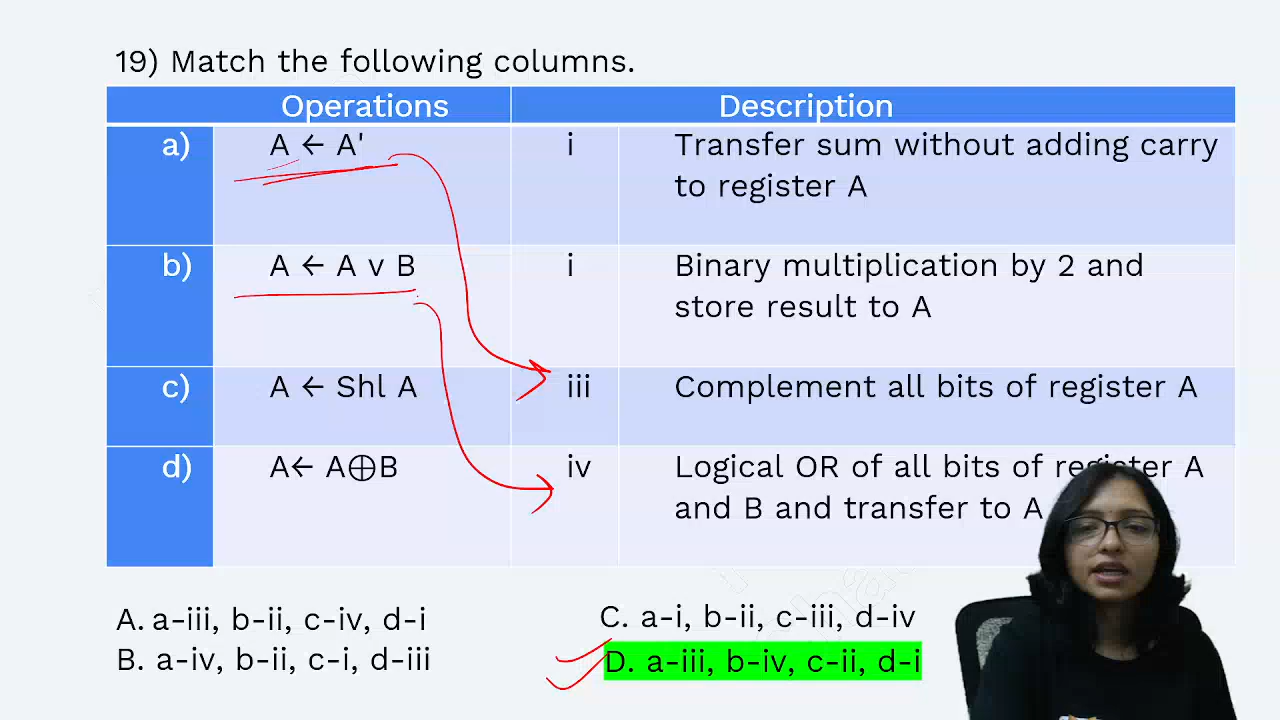 19) Match the following columns.
Operations Description
a) A ← A' i Transfer sum without adding carry
to register A
b) A ← A v B i Binary multiplication by 2 and
store result to A
c) A ← Shl A iii Complement all bits of register A
d) A← A⊕B iv Logical OR of all bits of register A
and B and transfer to A
A. a-iii, b-ii, c-iv, d-i
B. a-iv, b-ii, c-i, d-iii
C. a-i, b-ii, c-iii, d-iv
D. a-iii, b-iv, c-ii, d-i